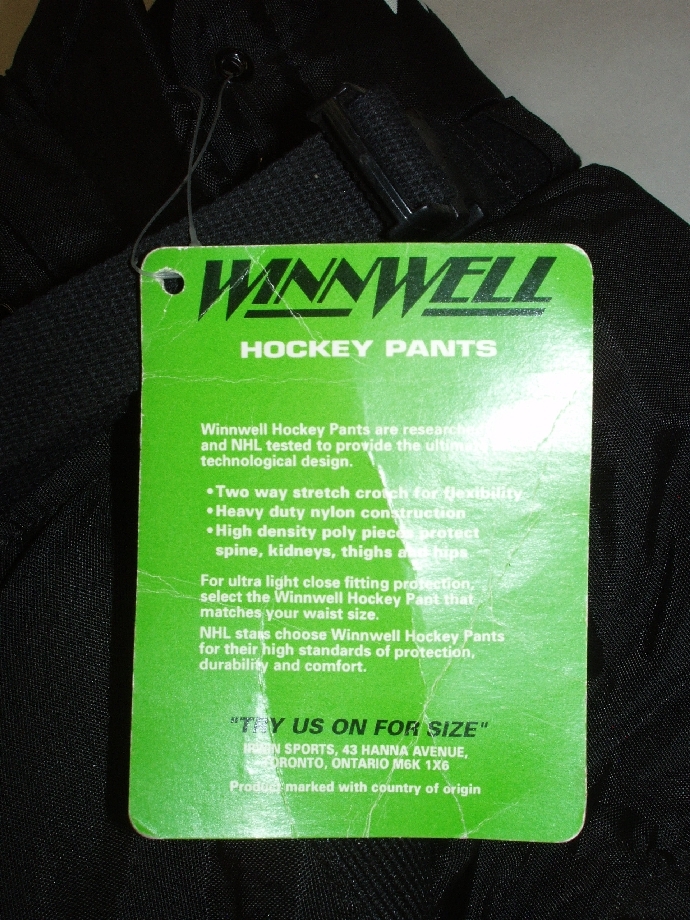 WINNWELL
HOCKEY PANTS
Winnwell Hockey Pants are researched
and NHL tested to provide the ultimate
technological design.
•Two way stretch crotch for flexibility
•Heavy duty nylon construction
•High density poly pieces protect
spine, kidneys, thighs and hips
For ultra light close fitting protection,
select the Winnwell Hockey Pant that
matches your waist size.
NHL stars choose Winnwell Hockey Pants
for their high standards of protection,
durability and comfort.
"TRY US ON FOR SIZE"
IRWIN SPORTS, 43 HANNA AVENUE,
TORONTO, ONTARIO M6K 1X6
Product marked with country of origin